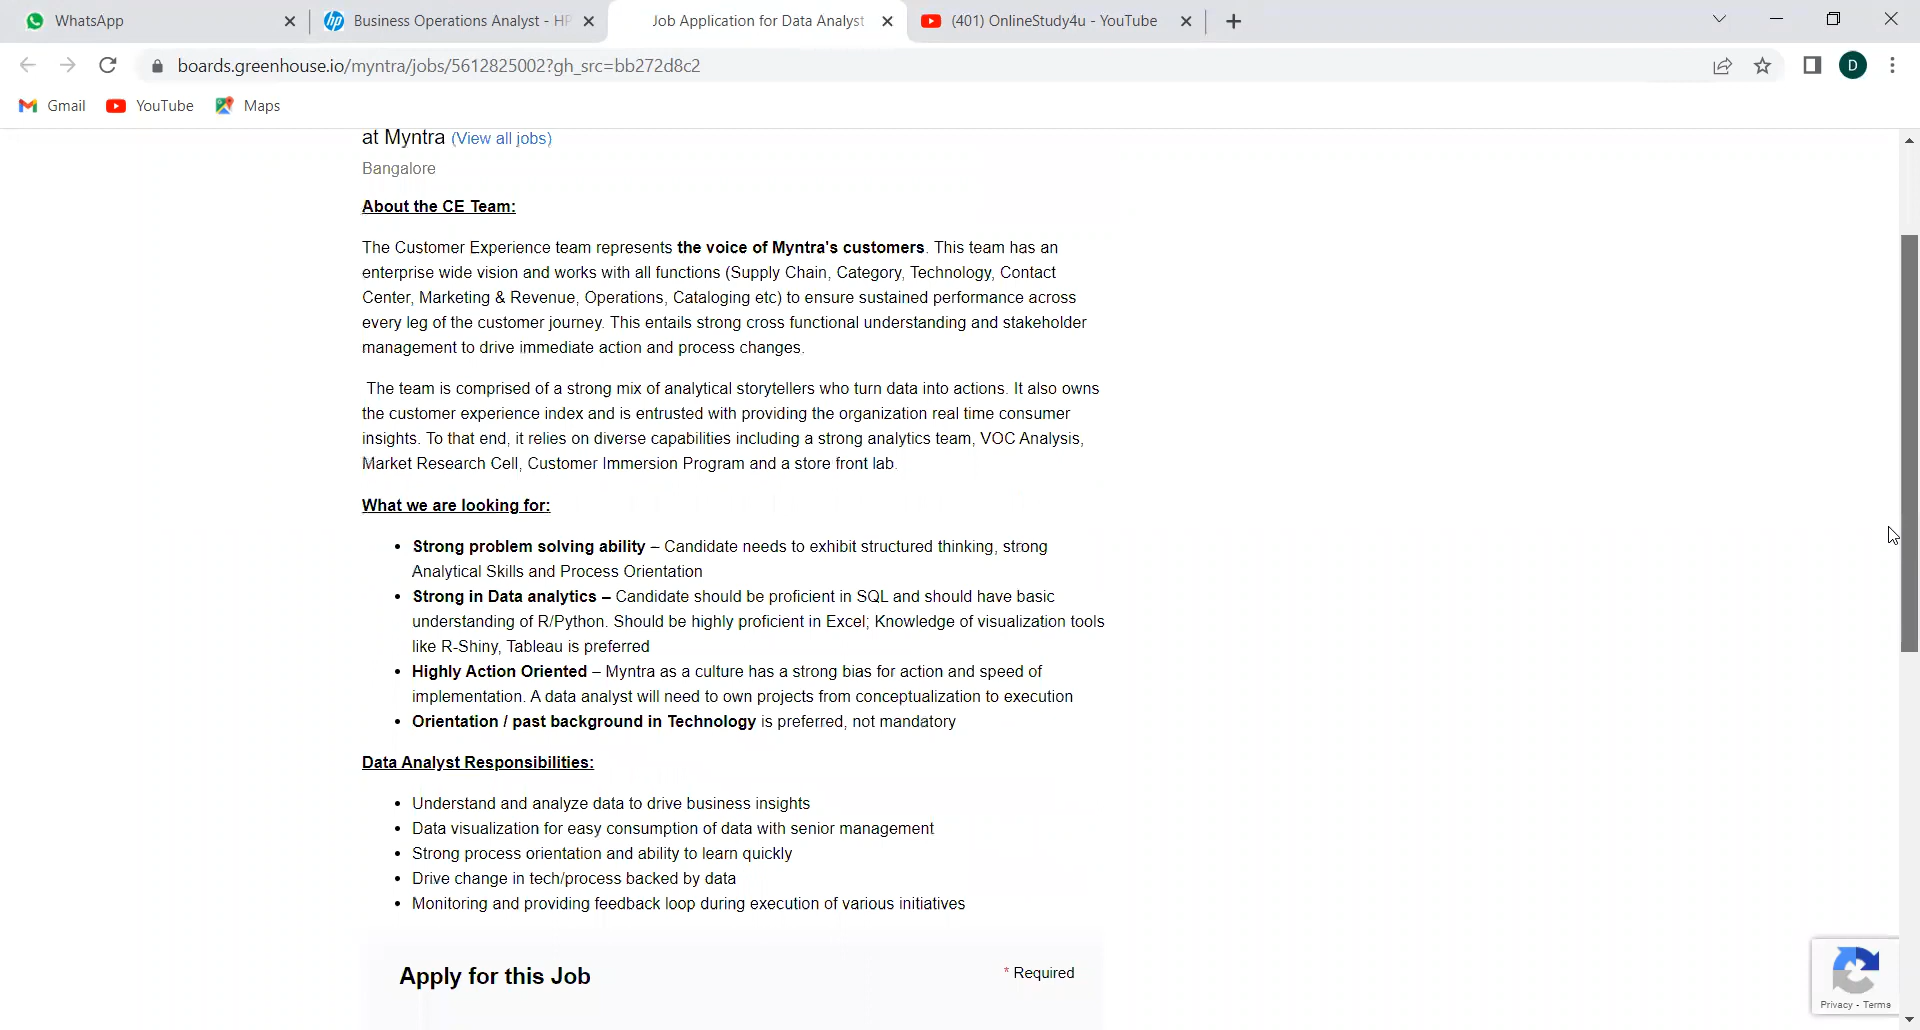 WhatsApp
Business Operations Analyst - HP
Job Application for Data Analyst
(401) OnlineStudy4u - YouTube
boards.greenhouse.io/myntra/jobs/5612825002?gh_src=bb272d8c2
D
Gmail
YouTube
Maps
at Myntra (View all jobs)
Bangalore
About the CE Team:
The Customer Experience team represents the voice of Myntra's customers. This team has an
enterprise wide vision and works with all functions (Supply Chain, Category, Technology, Contact
Center, Marketing & Revenue, Operations, Cataloging etc) to ensure sustained performance across
every leg of the customer journey. This entails strong cross functional understanding and stakeholder
management to drive immediate action and process changes.
The team is comprised of a strong mix of analytical storytellers who turn data into actions. It also owns
the customer experience index and is entrusted with providing the organization real time consumer
insights. To that end, it relies on diverse capabilities including a strong analytics team, VOC Analysis,
Market Research Cell, Customer Immersion Program and a store front lab.
What we are looking for:
• Strong problem solving ability – Candidate needs to exhibit structured thinking, strong
Analytical Skills and Process Orientation
• Strong in Data analytics – Candidate should be proficient in SQL and should have basic
understanding of R/Python. Should be highly proficient in Excel; Knowledge of visualization tools
like R-Shiny, Tableau is preferred
• Highly Action Oriented – Myntra as a culture has a strong bias for action and speed of
implementation. A data analyst will need to own projects from conceptualization to execution
• Orientation / past background in Technology is preferred, not mandatory
Data Analyst Responsibilities:
• Understand and analyze data to drive business insights
• Data visualization for easy consumption of data with senior management
• Strong process orientation and ability to learn quickly
• Drive change in tech/process backed by data
• Monitoring and providing feedback loop during execution of various initiatives
Apply for this Job
* Required
Privacy - Terms